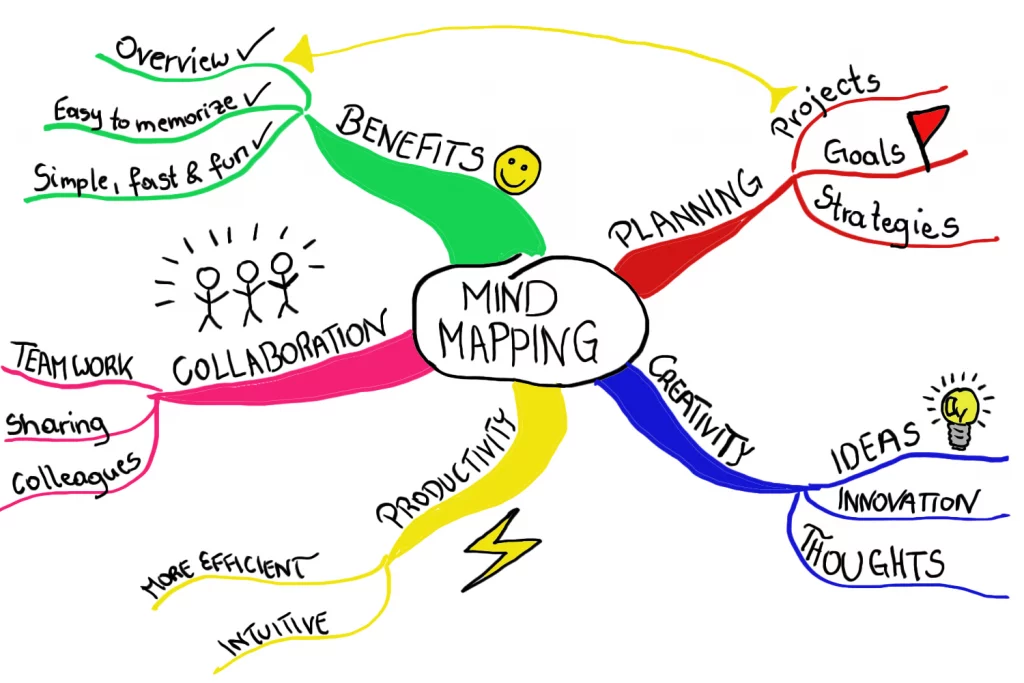 MIND
MAPPING
BENEFITS
Overview
Easy to memorize
Simple, fast & fun
PLANNING
Projects
Goals
Strategies
CREATIVITY
IDEAS
INNOVATION
THOUGHTS
PRODUCTIVITY
MORE EFFICIENT
INTUITIVE
COLLABORATION
TEAMWORK
Sharing
Colleagues